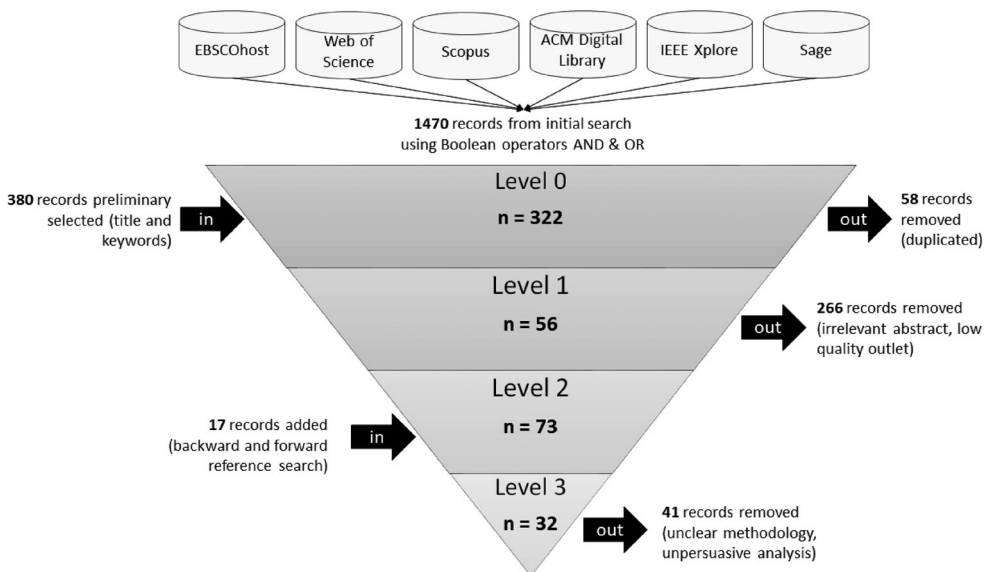 EBSCOhost
Web of
Science
Scopus
ACM Digital
Library
IEEE Xplore
Sage
1470 records from initial search
using Boolean operators AND & OR
380 records preliminary
selected (title and
keywords)
in
Level 0
n = 322
out
58 records
removed
(duplicated)
Level 1
n = 56
out
266 records removed
(irrelevant abstract, low
quality outlet)
17 records added
(backward and forward
reference search)
in
Level 2
n = 73
Level 3
n = 32
out
41 records removed
(unclear methodology,
unpersuasive analysis)